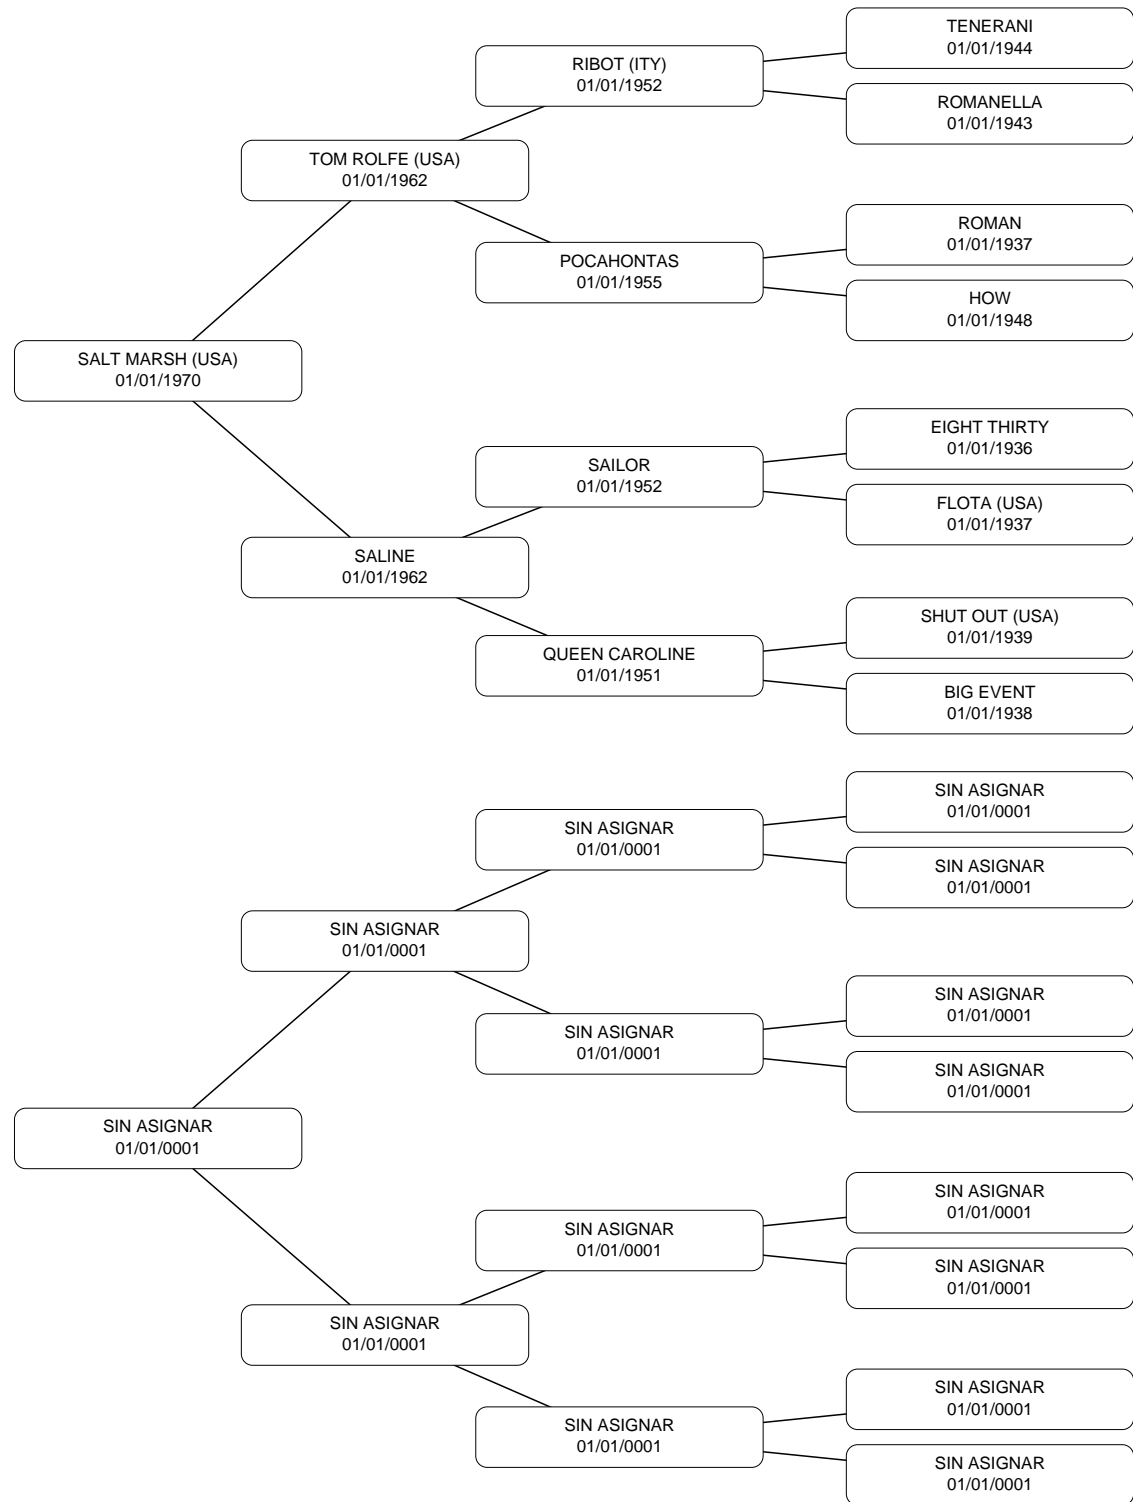 TENERANI
01/01/1944
RIBOT (ITY)
01/01/1952
ROMANELLA
01/01/1943
TOM ROLFE (USA)
01/01/1962
ROMAN
01/01/1937
POCAHONTAS
01/01/1955
HOW
01/01/1948
SALT MARSH (USA)
01/01/1970
EIGHT THIRTY
01/01/1936
SAILOR
01/01/1952
FLOTA (USA)
01/01/1937
SALINE
01/01/1962
SHUT OUT (USA)
01/01/1939
QUEEN CAROLINE
01/01/1951
BIG EVENT
01/01/1938
SIN ASIGNAR
01/01/0001
SIN ASIGNAR
01/01/0001
SIN ASIGNAR
01/01/0001
SIN ASIGNAR
01/01/0001
SIN ASIGNAR
01/01/0001
SIN ASIGNAR
01/01/0001
SIN ASIGNAR
01/01/0001
SIN ASIGNAR
01/01/0001
SIN ASIGNAR
01/01/0001
SIN ASIGNAR
01/01/0001
SIN ASIGNAR
01/01/0001
SIN ASIGNAR
01/01/0001
SIN ASIGNAR
01/01/0001
SIN ASIGNAR
01/01/0001
SIN ASIGNAR
01/01/0001